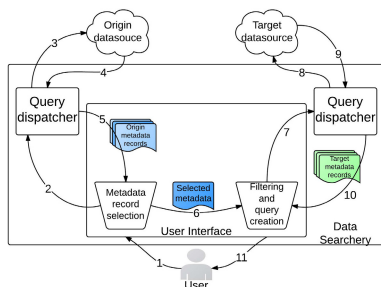 Origin
datasouce
Target
datasource
3
4
9
8
Query
dispatcher
Query
dispatcher
5
7
Origin
metadata
records
Target
metadata
records
2
10
Metadata
record
selection
Selected
metadata
6
Filtering
and
query
creation
User Interface
Data
Searchery
1
11
User